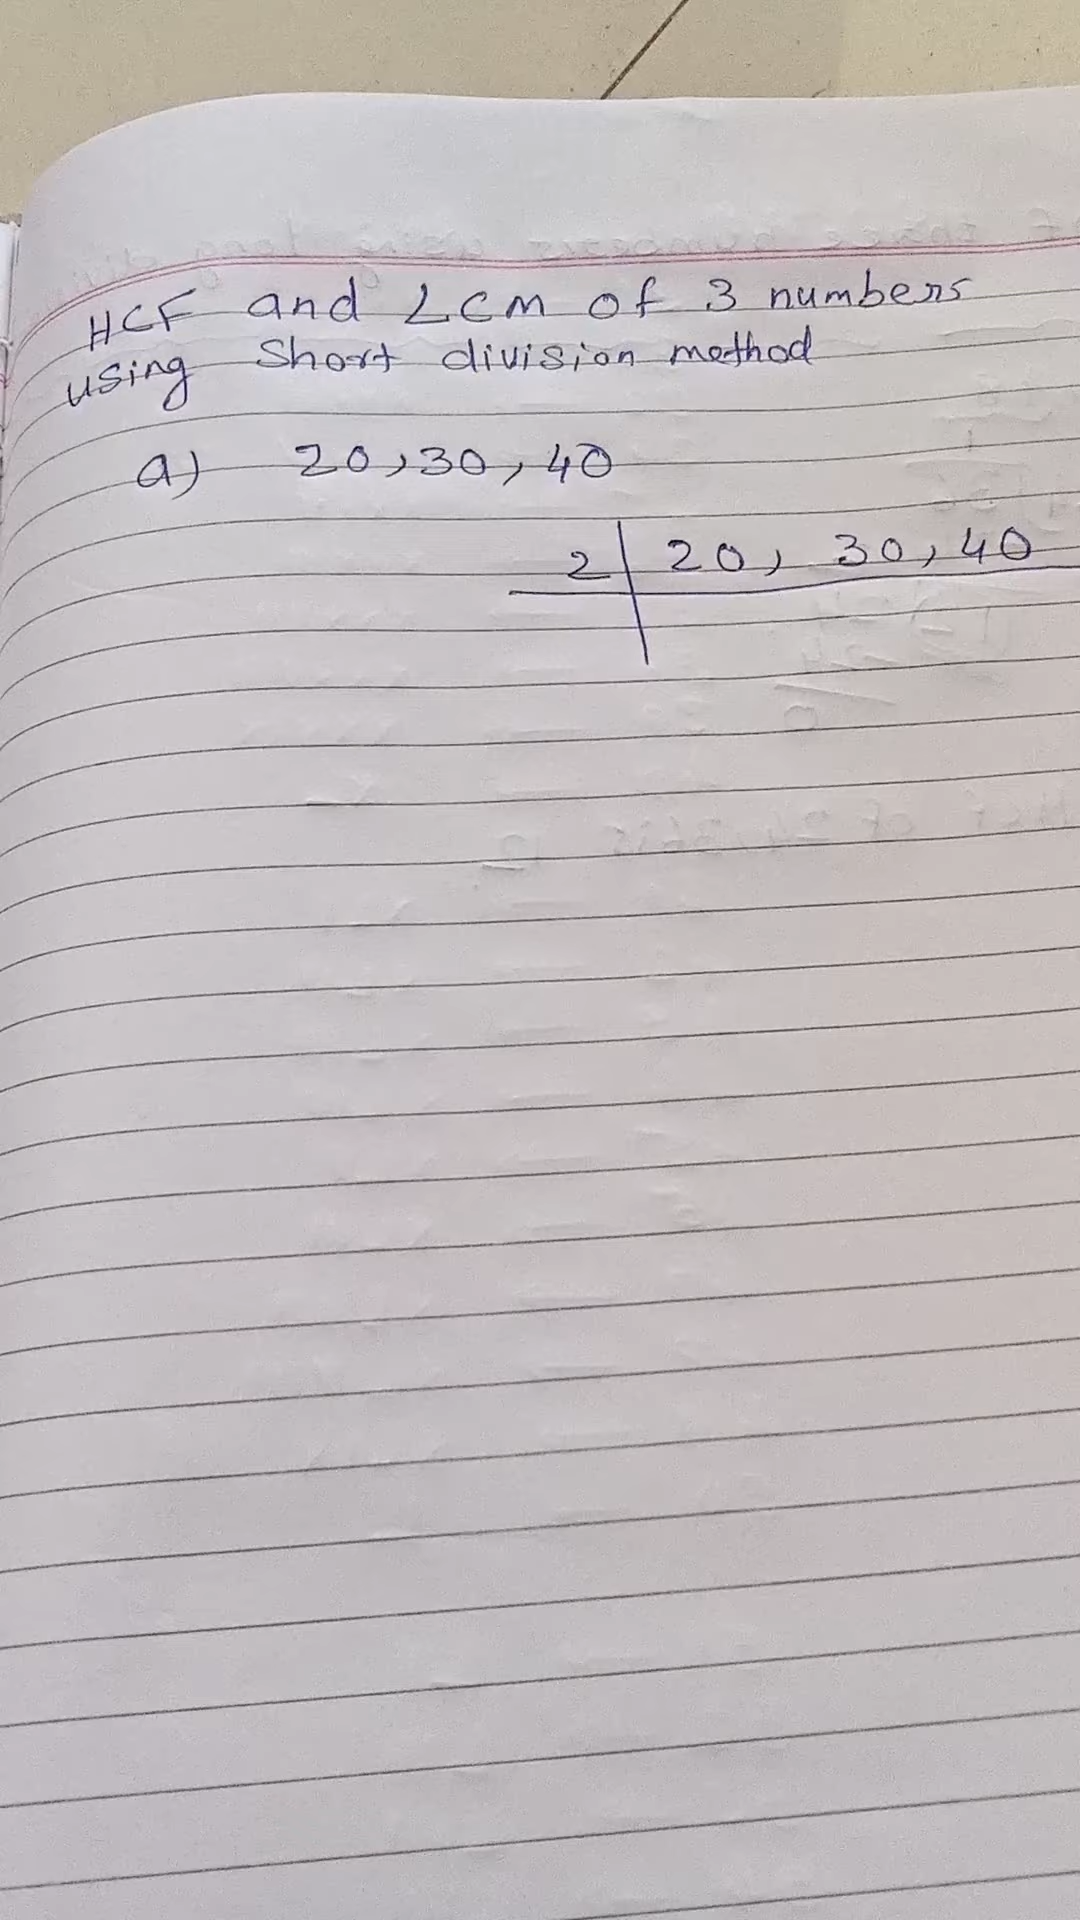 HCF and LCM of 3 numbers
using Short division method
a) 20, 30, 40
2 | 20, 30, 40